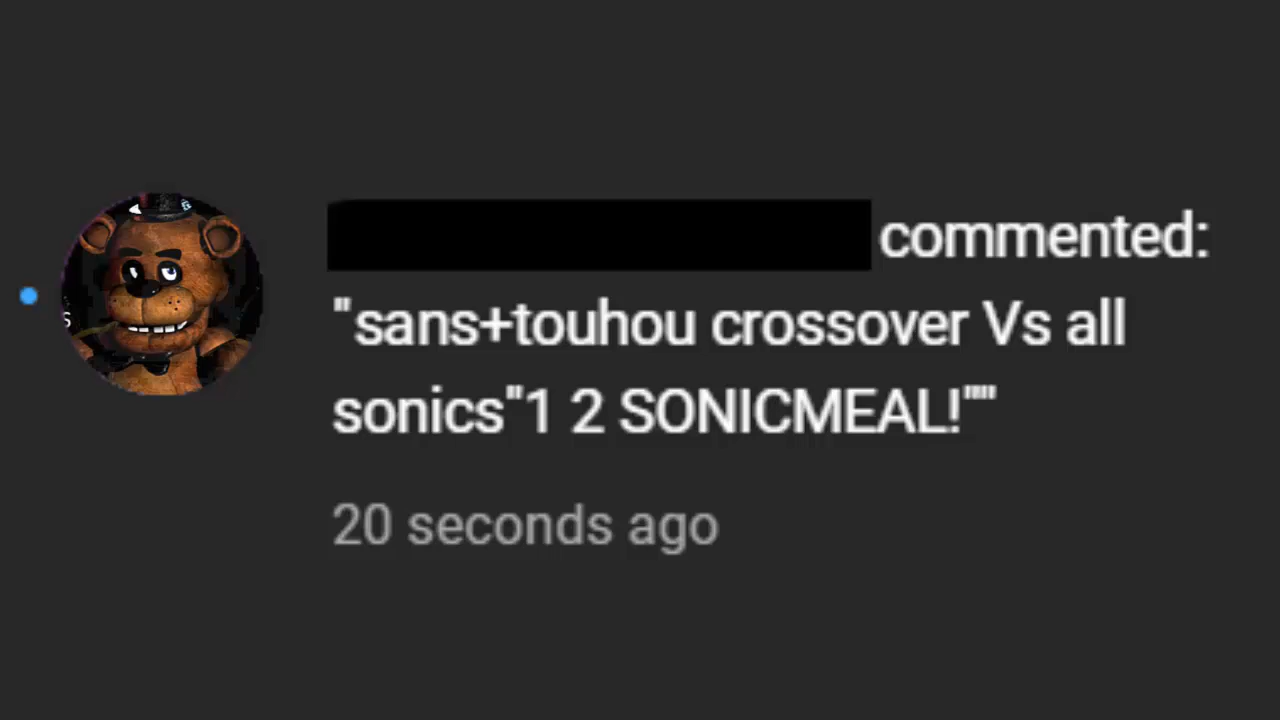 commented:
"sans+touhou crossover Vs all
sonics"1 2 SONICMEAL!""
20 seconds ago
s